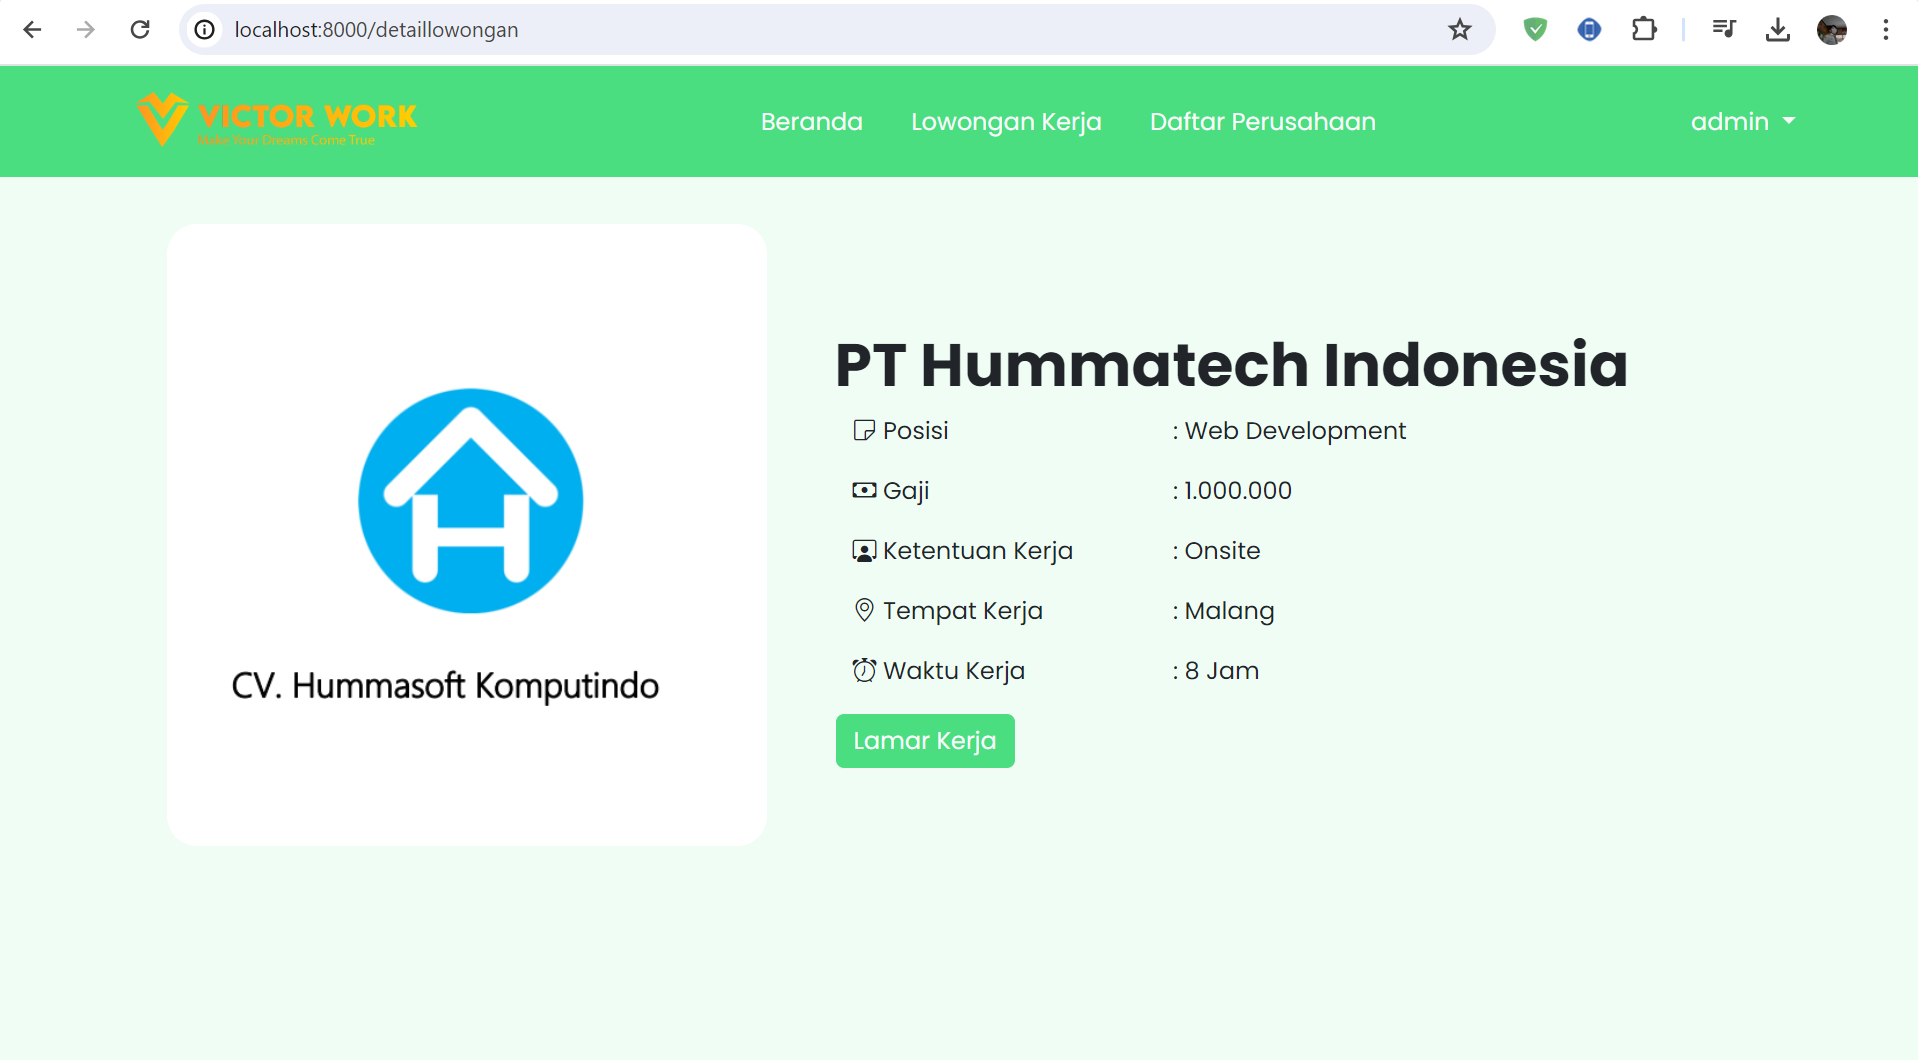 localhost:8000/detaillowongan
VICTOR WORK
Make Your Dreams Come True
Beranda
Lowongan Kerja
Daftar Perusahaan
admin
CV. Hummasoft Komputindo
PT Hummatech Indonesia
Posisi : Web Development
Gaji : 1.000.000
Ketentuan Kerja : Onsite
Tempat Kerja : Malang
Waktu Kerja : 8 Jam
Lamar Kerja